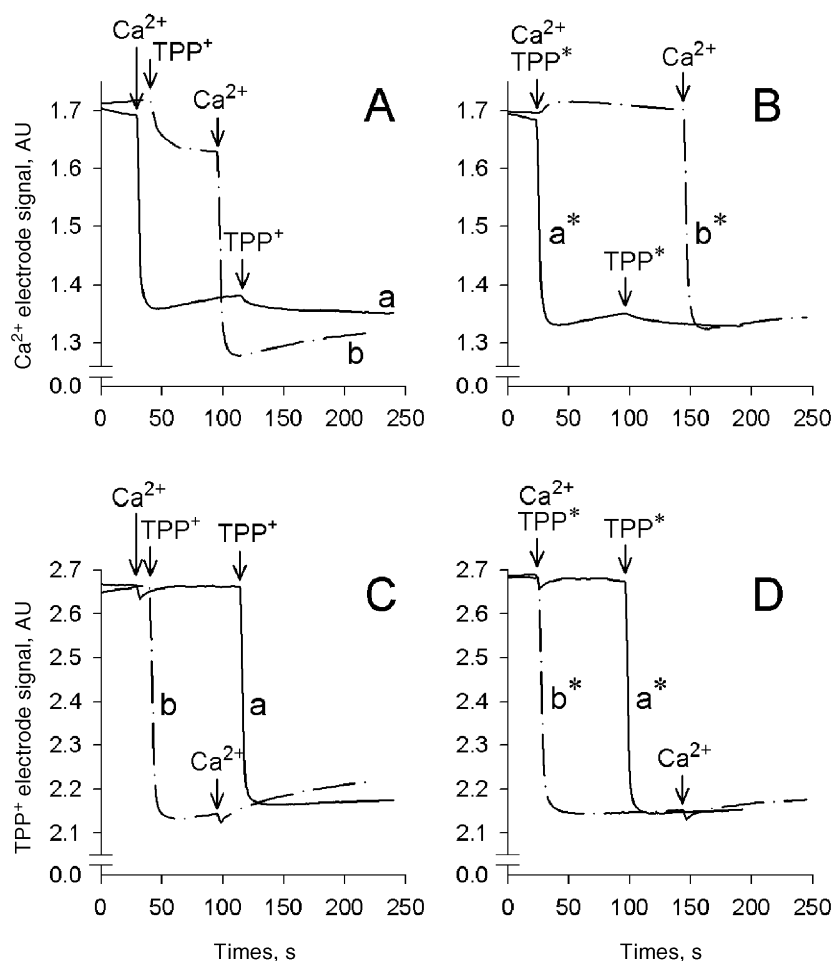 Ca²⁺
TPP⁺
Ca²⁺
TPP⁺
A
a
b
1.7
1.6
1.5
1.4
1.3
0.0
Ca²⁺ electrode signal, AU
0 50 100 150 200 250
Ca²⁺
TPP*
Ca²⁺
B
a*
b*
TPP*
1.7
1.6
1.5
1.4
1.3
0.0
0 50 100 150 200 250
Ca²⁺
TPP⁺
TPP⁺
C
b
a
Ca²⁺
2.7
2.6
2.5
2.4
2.3
2.2
2.1
0.0
TPP⁺ electrode signal, AU
0 50 100 150 200 250
Times, s
Ca²⁺
TPP*
TPP*
D
b*
a*
Ca²⁺
2.7
2.6
2.5
2.4
2.3
2.2
2.1
0.0
0 50 100 150 200 250
Times, s